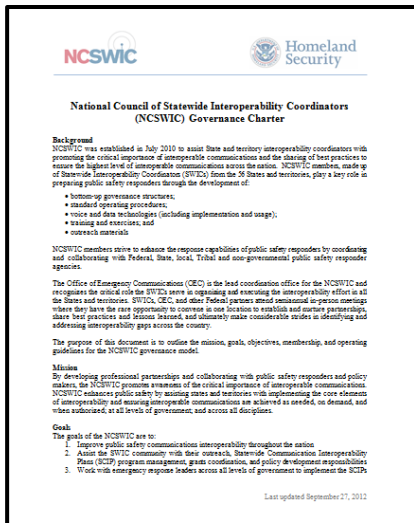 NCSWIC
Homeland
Security
National Council of Statewide Interoperability Coordinators
(NCSWIC) Governance Charter
Background
NCSWIC was established in July 2010 to assist State and territory interoperability coordinators with
promoting the critical importance of interoperable communications and the sharing of best practices to
ensure the highest level of interoperable communications across the nation. NCSWIC members, made up
of Statewide Interoperability Coordinators (SWICs) from the 56 States and territories, play a key role in
preparing public safety responders through the development of:
• bottom-up governance structures;
• standard operating procedures;
• voice and data technologies (including implementation and usage);
• training and exercises; and
• outreach materials
NCSWIC members strive to enhance the response capabilities of public safety responders by coordinating
and collaborating with Federal, State, local, Tribal and non-governmental public safety responder
agencies.
The Office of Emergency Communications (OEC) is the lead coordination office for the NCSWIC and
recognizes the critical role the SWICs serve in organizing and executing the interoperability effort in all
the States and territories. SWICs, OEC, and other Federal partners attend semiannual in-person meetings
where they have the rare opportunity to convene in one location to establish and nurture partnerships,
share best practices and lessons learned, and ultimately make considerable strides in identifying and
addressing interoperability gaps across the country.
The purpose of this document is to outline the mission, goals, objectives, membership, and operating
guidelines for the NCSWIC governance model.
Mission
By developing professional partnerships and collaborating with public safety responders and policy
makers, the NCSWIC promotes awareness of the critical importance of interoperable communications.
NCSWIC enhances public safety by assisting states and territories with implementing the core elements
of interoperability and ensuring interoperable communications are achieved as needed, on demand, and
when authorized; at all levels of government; and across all disciplines.
Goals
The goals of the NCSWIC are to:
1. Improve public safety communications interoperability throughout the nation
2. Assist the SWIC community with their outreach, Statewide Communication Interoperability
Plans (SCIP) program management, grants coordination, and policy development responsibilities
3. Work with emergency response leaders across all levels of government to implement the SCIPs
Last updated September 27, 2012